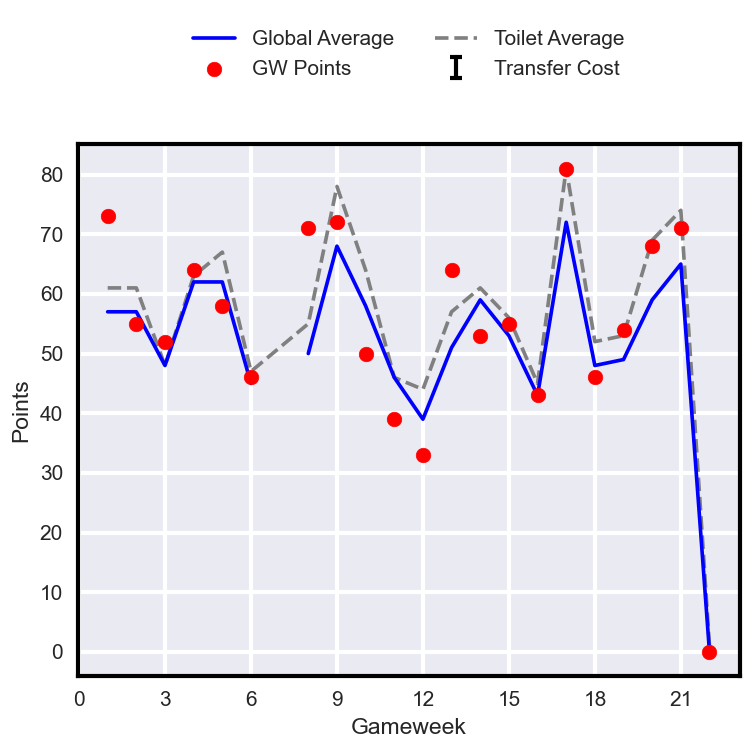 Global Average
Toilet Average
GW Points
Transfer Cost
80
70
60
50
40
30
20
10
0
Points
0 3 6 9 12 15 18 21
Gameweek